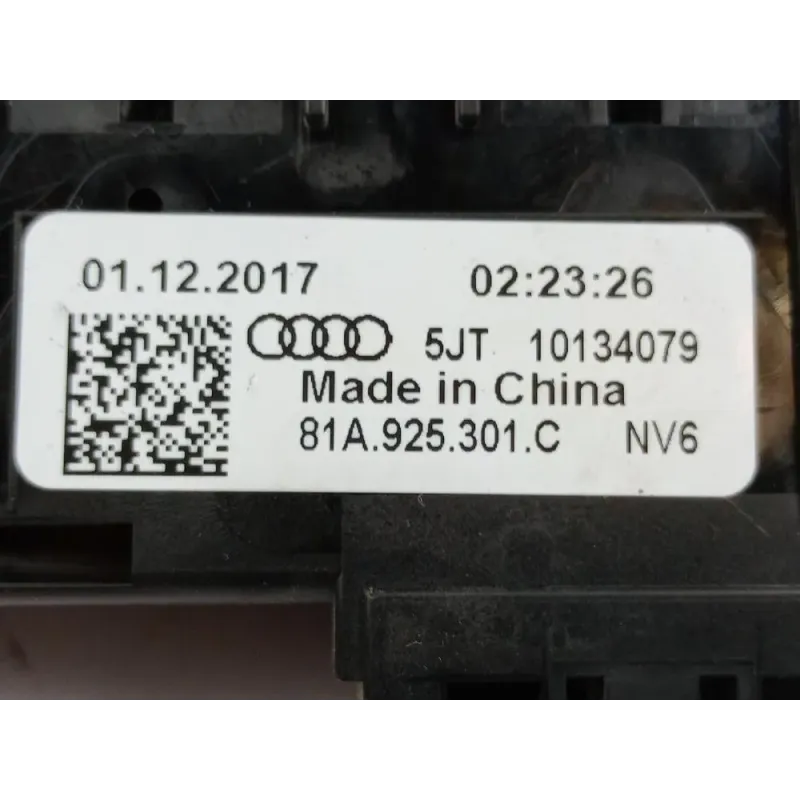 01.12.2017 02:23:26
5JT 10134079
Made in China
81A.925.301.C NV6